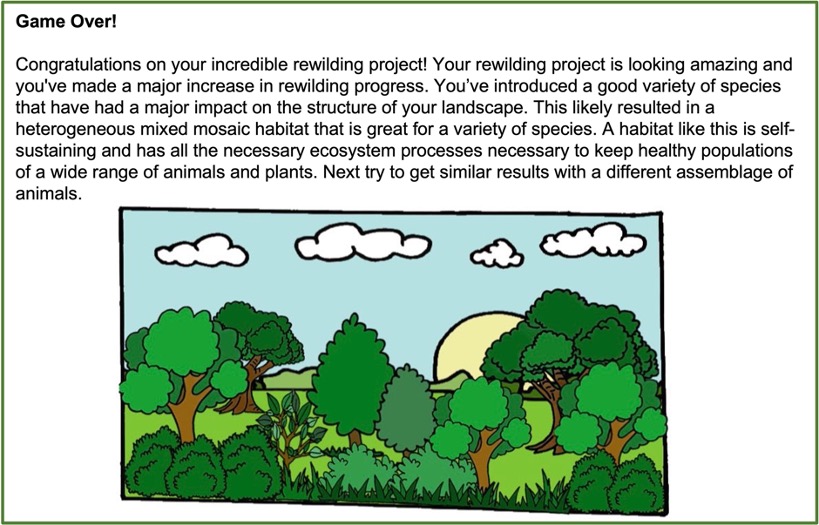 Game Over!
Congratulations on your incredible rewilding project! Your rewilding project is looking amazing and
you've made a major increase in rewilding progress. You’ve introduced a good variety of species
that have had a major impact on the structure of your landscape. This likely resulted in a
heterogeneous mixed mosaic habitat that is great for a variety of species. A habitat like this is self-
sustaining and has all the necessary ecosystem processes necessary to keep healthy populations
of a wide range of animals and plants. Next try to get similar results with a different assemblage of
animals.